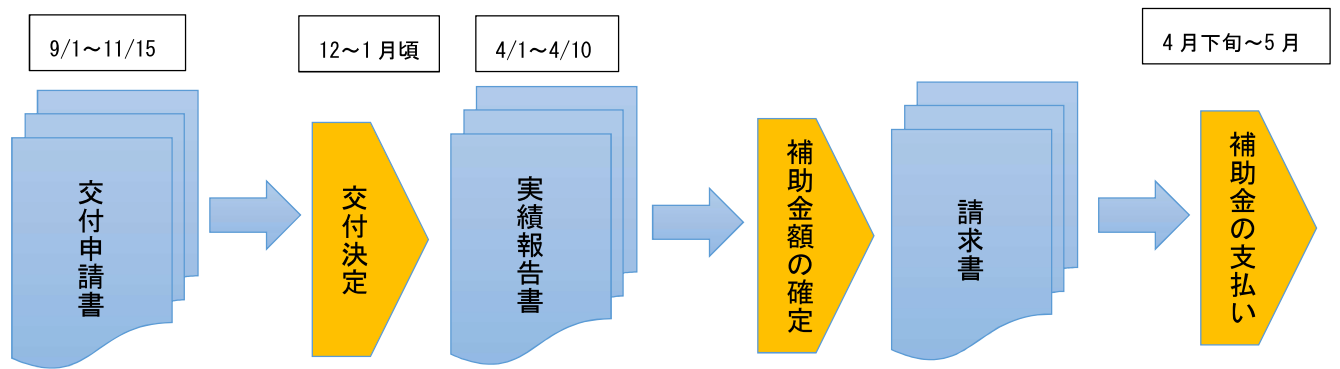 9/1～11/15
12～1月頃
4/1～4/10
4月下旬～5月
交付申請書
交付決定
実績報告書
補助金額の確定
請求書
補助金の支払い